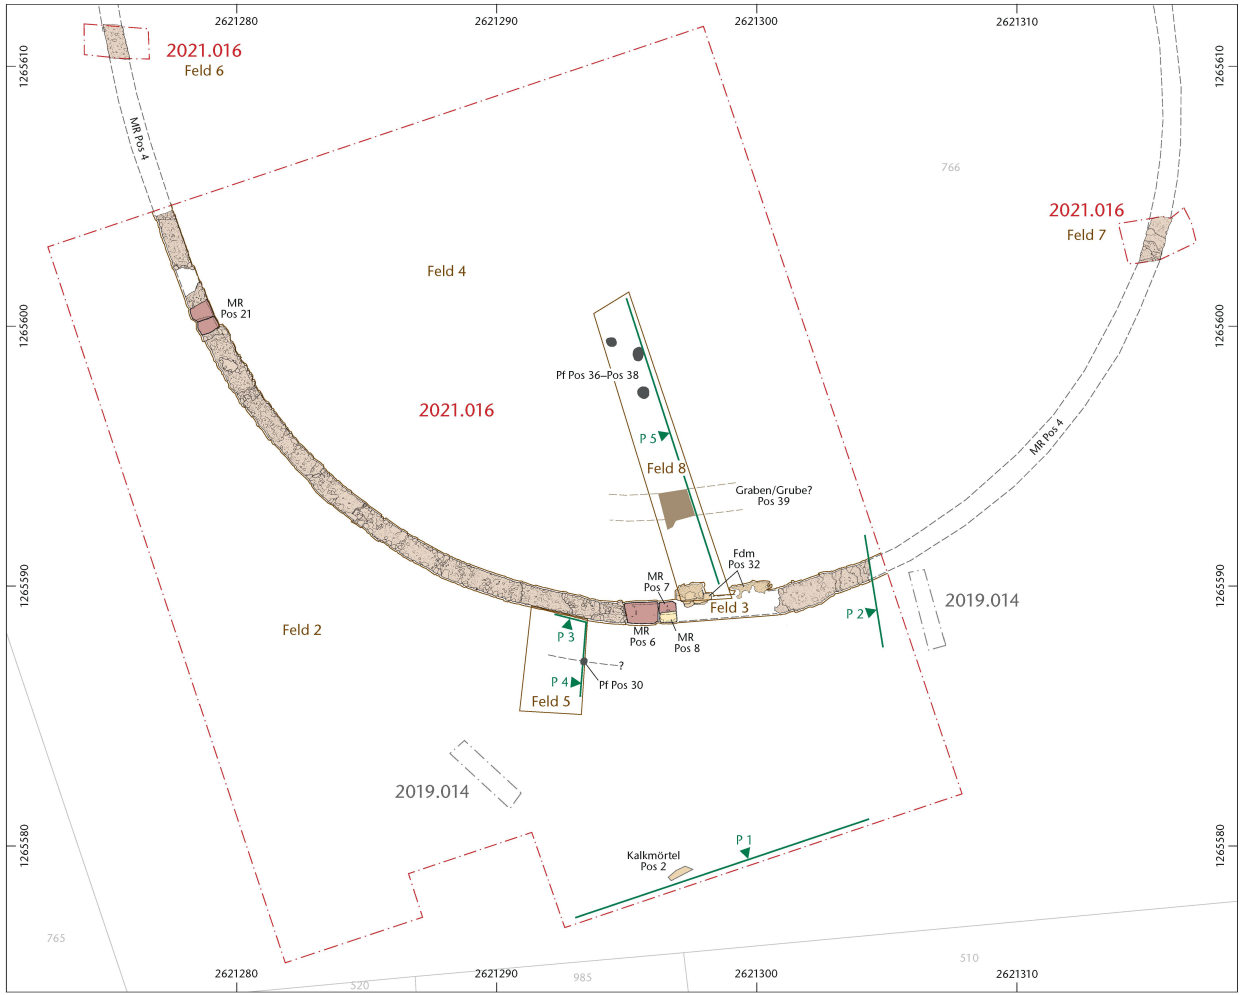 2621280
2621290
2621300
2621310
1265610
1265610
2021.016
Feld 6
MR Pos 4
766
2021.016
Feld 7
Feld 4
MR
Pos 21
1265600
1265600
Pf Pos 36–Pos 38
2021.016
P 5
Feld 8
MR Pos 4
Graben/Grube?
Pos 39
Fdm
Pos 32
MR
Pos 7
1265590
1265590
Feld 3
2019.014
P 2
Feld 2
P 3
MR
Pos 6
MR
Pos 8
?
P 4
Pf Pos 30
Feld 5
2019.014
1265580
1265580
P 1
Kalkmörtel
Pos 2
765
510
520
985
2621280
2621290
2621300
2621310